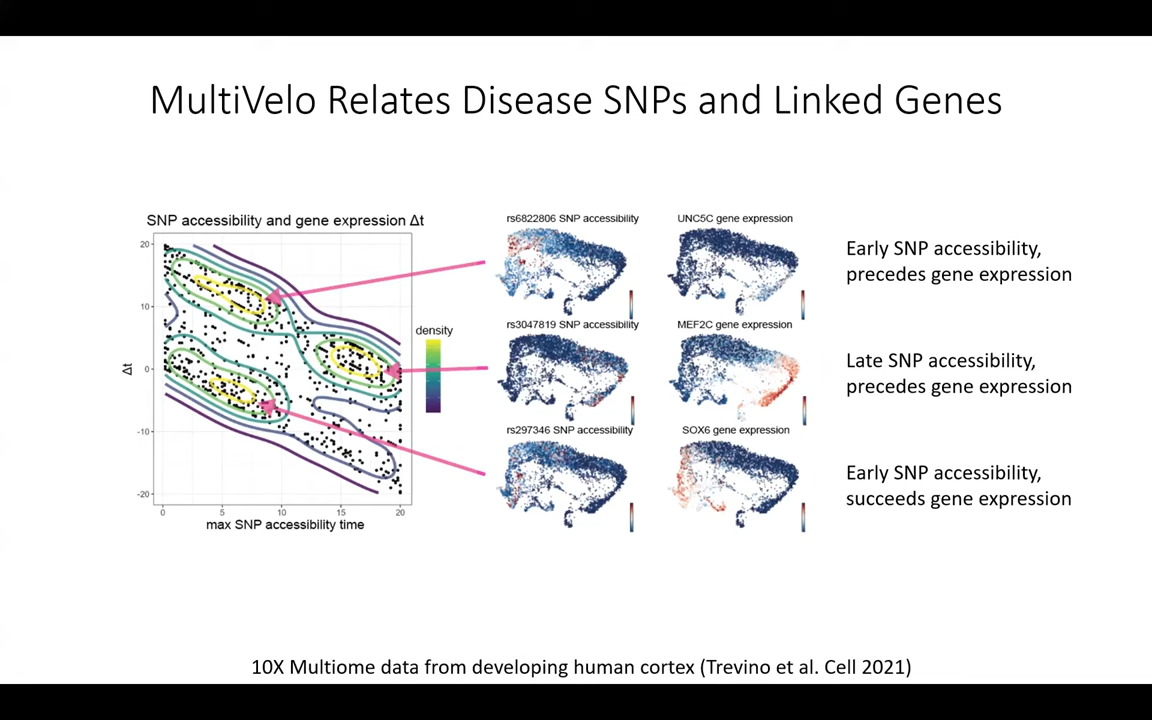 MultiVelo Relates Disease SNPs and Linked Genes
SNP accessibility and gene expression Δt
20
10
0
-10
-20
Δt
0 5 10 15 20
max SNP accessibility time
density
rs6822806 SNP accessibility
UNC5C gene expression
Early SNP accessibility,
precedes gene expression
rs3047819 SNP accessibility
MEF2C gene expression
Late SNP accessibility,
precedes gene expression
rs297346 SNP accessibility
SOX6 gene expression
Early SNP accessibility,
succeeds gene expression
10X Multiome data from developing human cortex (Trevino et al. Cell 2021)